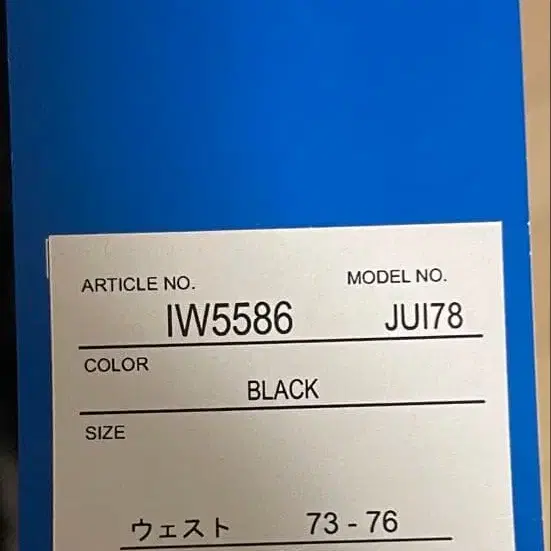 ARTICLE NO. MODEL NO.
IW5586 JUI78
COLOR
BLACK
SIZE
ウェスト 73 - 76